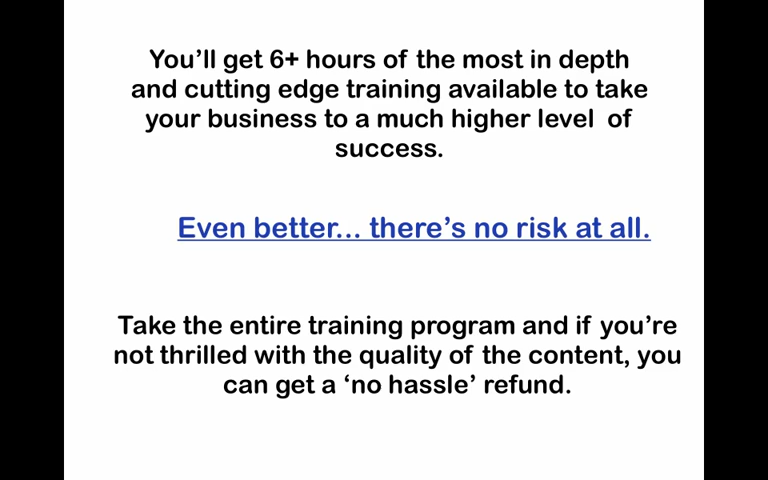 You’ll get 6+ hours of the most in depth
and cutting edge training available to take
your business to a much higher level  of
success.
Even better... there’s no risk at all.
Take the entire training program and if you’re
not thrilled with the quality of the content, you
can get a ‘no hassle’ refund.